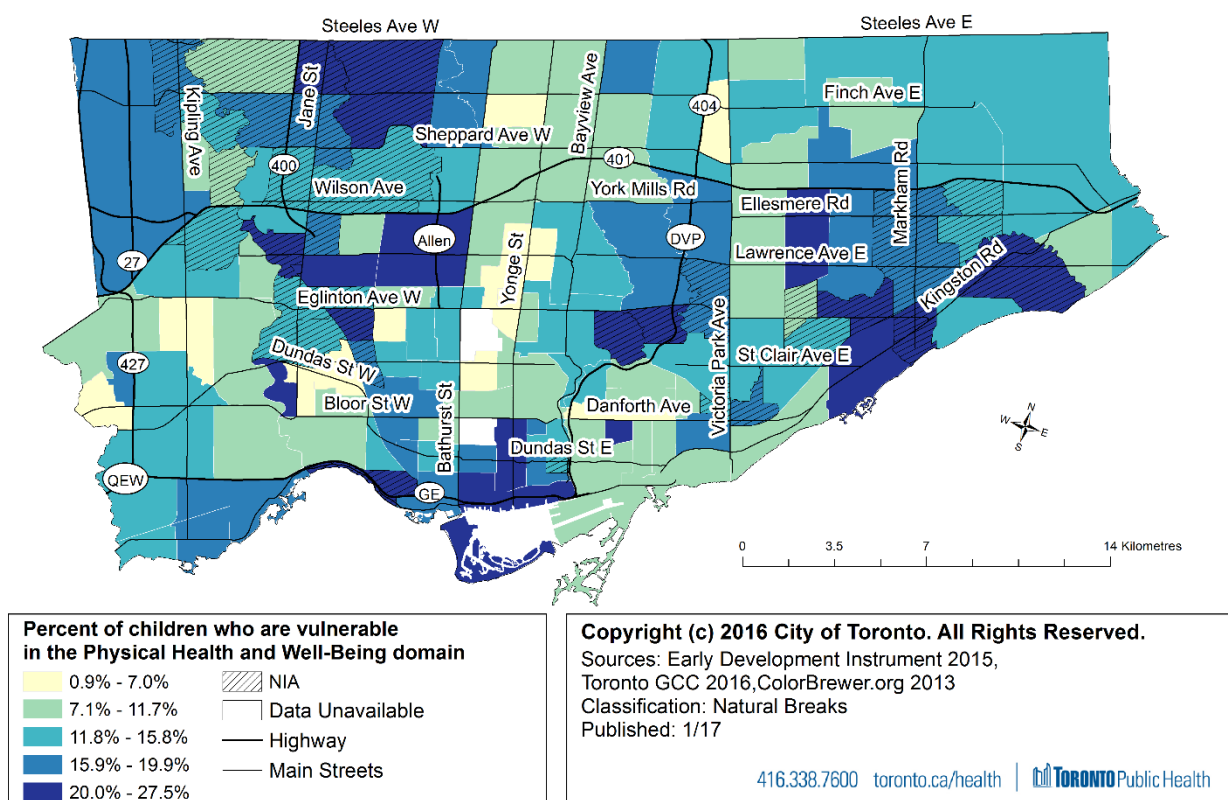 Steeles Ave W
Steeles Ave E
Kipling Ave
Jane St
Bayview Ave
404
Finch Ave E
Sheppard Ave W
400
401
Markham Rd
Wilson Ave
York Mills Rd
Ellesmere Rd
27
Allen
Yonge St
DVP
Lawrence Ave E
Kingston Rd
Eglinton Ave W
427
Dundas St W
Victoria Park Ave
St Clair Ave E
Bloor St W
Bathurst St
Danforth Ave
Dundas St E
N
W
E
S
QEW
GE
0 3.5 7 14 Kilometres
Percent of children who are vulnerable
in the Physical Health and Well-Being domain
0.9% - 7.0%
7.1% - 11.7%
11.8% - 15.8%
15.9% - 19.9%
20.0% - 27.5%
NIA
Data Unavailable
Highway
Main Streets
Copyright (c) 2016 City of Toronto. All Rights Reserved.
Sources: Early Development Instrument 2015,
Toronto GCC 2016,ColorBrewer.org 2013
Classification: Natural Breaks
Published: 1/17
416.338.7600 toronto.ca/health TORONTO Public Health